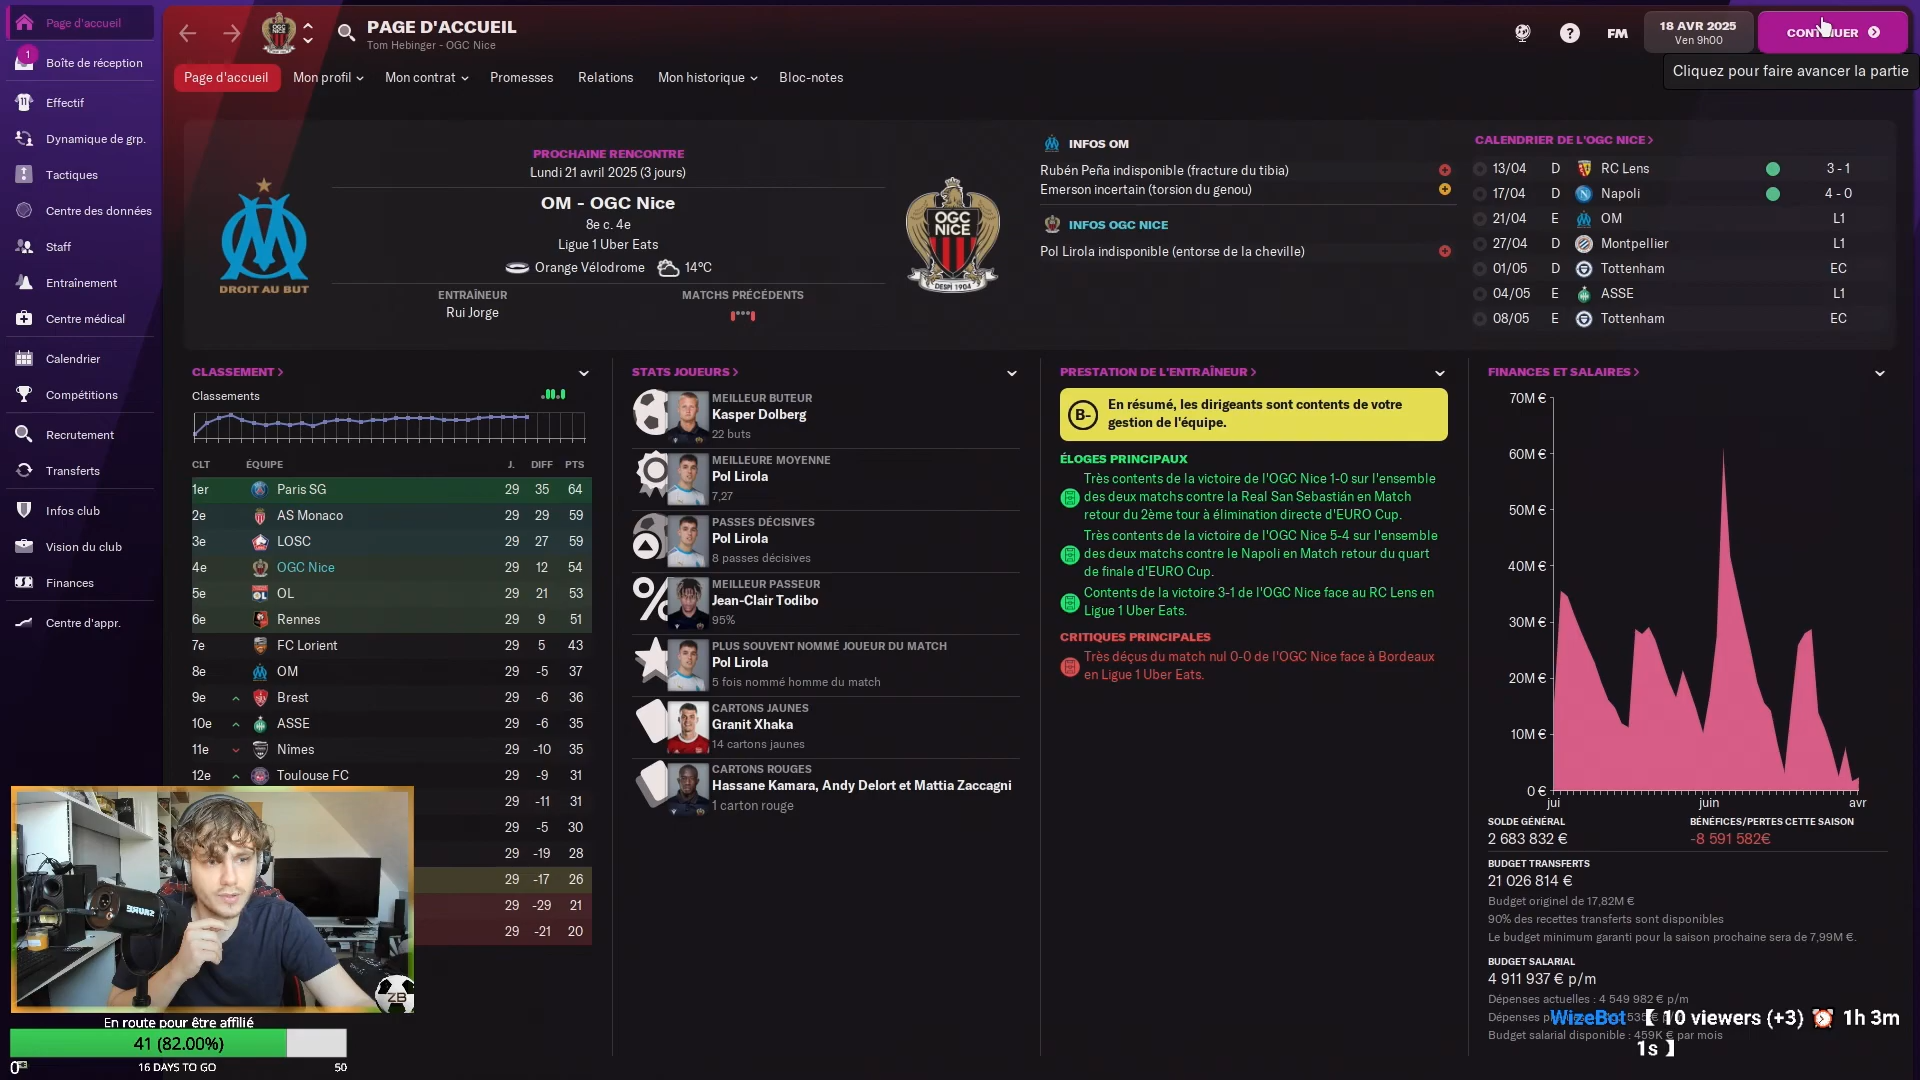 Page d'accueil
1
Boîte de réception
Effectif
Dynamique de grp.
Tactiques
Centre des données
Staff
Entraînement
Centre médical
Calendrier
Compétitions
Recrutement
Transferts
Infos club
Vision du club
Finances
Centre d'appr.
PAGE D'ACCUEIL
Tom Hebinger - OGC Nice
FM
18 AVR 2025
Ven 9h00
Cliquez pour faire avancer la partie
Page d'accueil
Mon profil
Mon contrat
Promesses
Relations
Mon historique
Bloc-notes
DROIT AU BUT
PROCHAINE RENCONTRE
Lundi 21 avril 2025 (3 jours)
OM - OGC Nice
8e c. 4e
Ligue 1 Uber Eats
Orange Vélodrome 14°C
ENTRAÎNEUR
Rui Jorge
MATCHS PRÉCÉDENTS
OGC
NICE
INFOS OM
Rubén Peña indisponible (fracture du tibia)
Emerson incertain (torsion du genou)
INFOS OGC NICE
Pol Lirola indisponible (entorse de la cheville)
CALENDRIER DE L'OGC NICE >
13/04 D RC Lens 3 - 1
17/04 D Napoli 4 - 0
21/04 E OM L1
27/04 D Montpellier L1
01/05 D Tottenham EC
04/05 E ASSE L1
08/05 E Tottenham EC
CLASSEMENT >
Classements
CLT ÉQUIPE J. DIFF PTS
1er Paris SG 29 35 64
2e AS Monaco 29 29 59
3e LOSC 29 27 59
4e OGC Nice 29 12 54
5e OL 29 21 53
6e Rennes 29 9 51
7e FC Lorient 29 5 43
8e OM 29 -5 37
9e Brest 29 -6 36
10e ASSE 29 -6 35
11e Nîmes 29 -10 35
12e Toulouse FC 29 -9 31
29 -11 31
29 -5 30
29 -19 28
29 -17 26
29 -29 21
29 -21 20
STATS JOUEURS >
MEILLEUR BUTEUR
Kasper Dolberg
22 buts
MEILLEURE MOYENNE
Pol Lirola
7,27
PASSES DÉCISIVES
Pol Lirola
8 passes décisives
MEILLEUR PASSEUR
Jean-Clair Todibo
95%
PLUS SOUVENT NOMMÉ JOUEUR DU MATCH
Pol Lirola
5 fois nommé homme du match
CARTONS JAUNES
Granit Xhaka
14 cartons jaunes
CARTONS ROUGES
Hassane Kamara, Andy Delort et Mattia Zaccagni
1 carton rouge
PRESTATION DE L'ENTRAÎNEUR >
B-
En résumé, les dirigeants sont contents de votre
gestion de l'équipe.
ÉLOGES PRINCIPAUX
Très contents de la victoire de l'OGC Nice 1-0 sur l'ensemble
des deux matchs contre la Real San Sebastián en Match
retour du 2ème tour à élimination directe d'EURO Cup.
Très contents de la victoire de l'OGC Nice 5-4 sur l'ensemble
des deux matchs contre le Napoli en Match retour du quart
de finale d'EURO Cup.
Contents de la victoire 3-1 de l'OGC Nice face au RC Lens en
Ligue 1 Uber Eats.
CRITIQUES PRINCIPALES
Très déçus du match nul 0-0 de l'OGC Nice face à Bordeaux
en Ligue 1 Uber Eats.
FINANCES ET SALAIRES >
70M €
60M €
50M €
40M €
30M €
20M €
10M €
0 €
jui juin avr
SOLDE GÉNÉRAL
2 683 832 €
BÉNÉFICES/PERTES CETTE SAISON
-8 591 582€
BUDGET TRANSFERTS
21 026 814 €
Budget originel de 17,82M €
90% des recettes transferts sont disponibles
Le budget minimum garanti pour la saison prochaine sera de 7,99M €.
BUDGET SALARIAL
4 911 937 € p/m
Dépenses actuelles : 4 549 982 € p/m
Budget salarial disponible : 459K € par mois
WizeBot 【 10 viewers (+3) ⏰ 1h 3m
1s 】
SHURE
ZB
En route pour être affilié
41 (82.00%)
0
16 DAYS TO GO
50